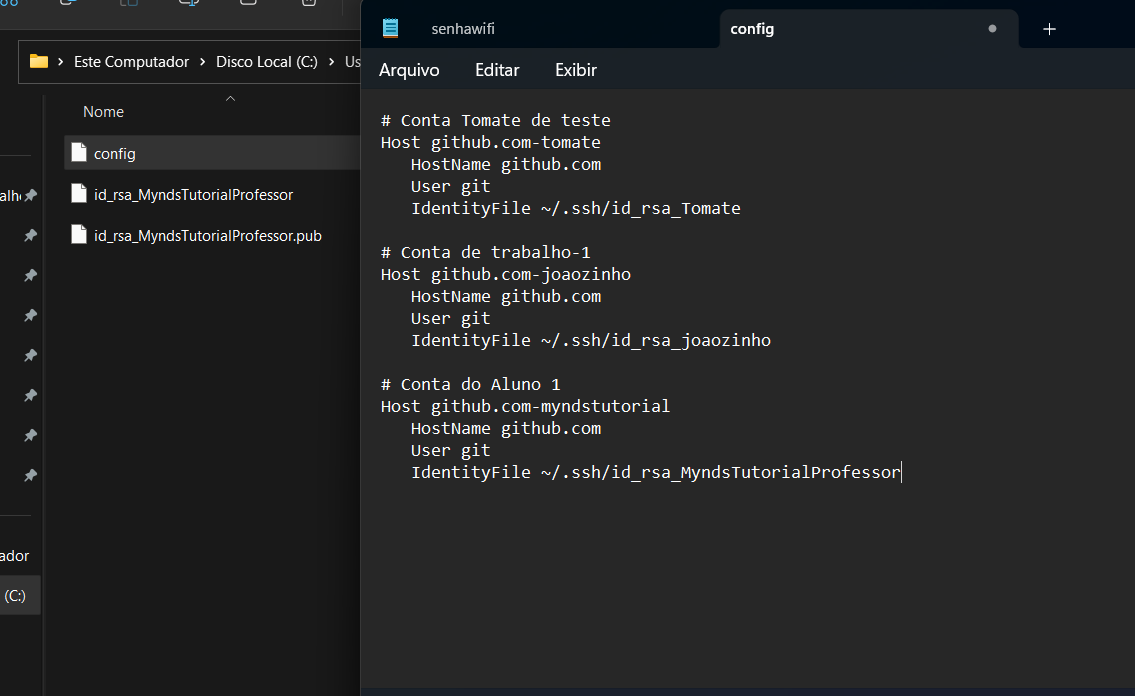 senhawifi
config
Este Computador > Disco Local (C:) > Us
Arquivo Editar Exibir
Nome
config
id_rsa_MyndsTutorialProfessor
id_rsa_MyndsTutorialProfessor.pub
ador
(C:)
# Conta Tomate de teste
Host github.com-tomate
HostName github.com
User git
IdentityFile ~/.ssh/id_rsa_Tomate
# Conta de trabalho-1
Host github.com-joaozinho
HostName github.com
User git
IdentityFile ~/.ssh/id_rsa_joaozinho
# Conta do Aluno 1
Host github.com-myndstutorial
HostName github.com
User git
IdentityFile ~/.ssh/id_rsa_MyndsTutorialProfessor